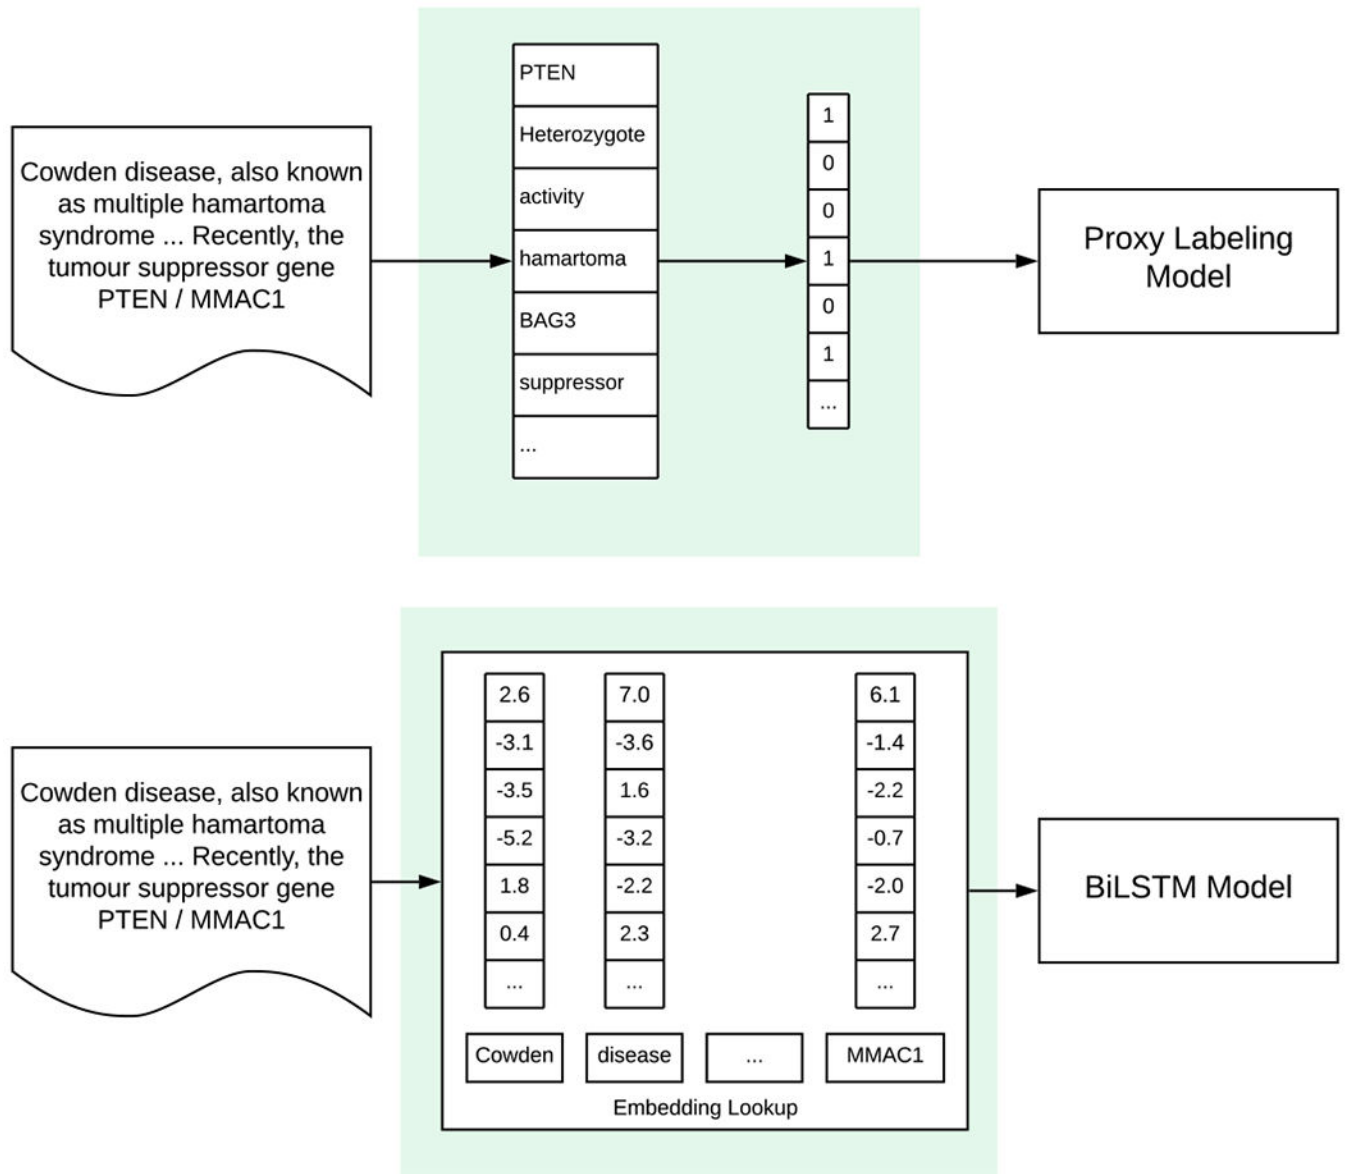 Cowden disease, also known
as multiple hamartoma
syndrome ... Recently, the
tumour suppressor gene
PTEN / MMAC1
PTEN
Heterozygote
activity
hamartoma
BAG3
suppressor
...
1
0
0
1
0
1
...
Proxy Labeling
Model
Cowden disease, also known
as multiple hamartoma
syndrome ... Recently, the
tumour suppressor gene
PTEN / MMAC1
2.6 7.0 6.1
-3.1 -3.6 -1.4
-3.5 1.6 -2.2
-5.2 -3.2 -0.7
1.8 -2.2 -2.0
0.4 2.3 2.7
... ... ...
Cowden disease ... MMAC1
Embedding Lookup
BiLSTM Model